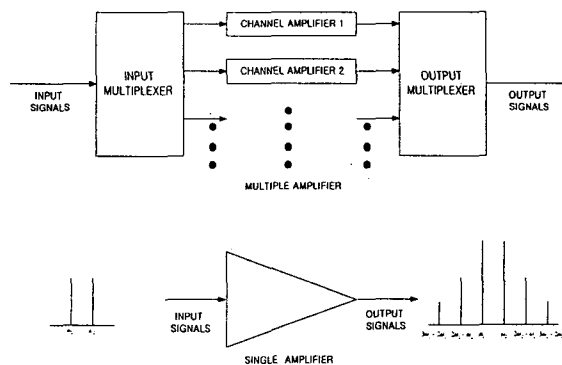 CHANNEL AMPLIFIER 1
INPUT
MULTIPLEXER
CHANNEL AMPLIFIER 2
OUTPUT
MULTIPLEXER
INPUT
SIGNALS
OUTPUT
SIGNALS
MULTIPLE AMPLIFIER
INPUT
SIGNALS
OUTPUT
SIGNALS
SINGLE AMPLIFIER